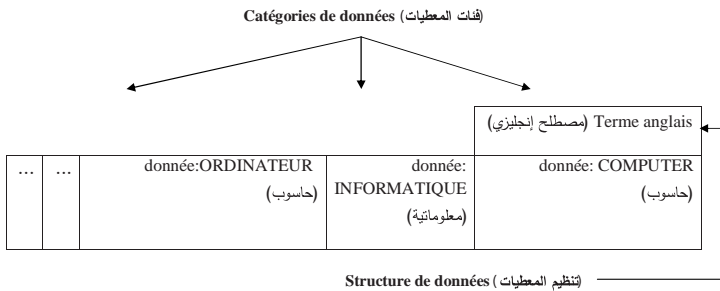 Catégories de données (فئات المعطيات)
Terme anglais (مصطلح إنجليزي)
donnée: COMPUTER
(حاسوب)
donnée:
INFORMATIQUE
(معلوماتية)
donnée:ORDINATEUR
(حاسوب)
...
...
Structure de données (تنظيم المعطيات)